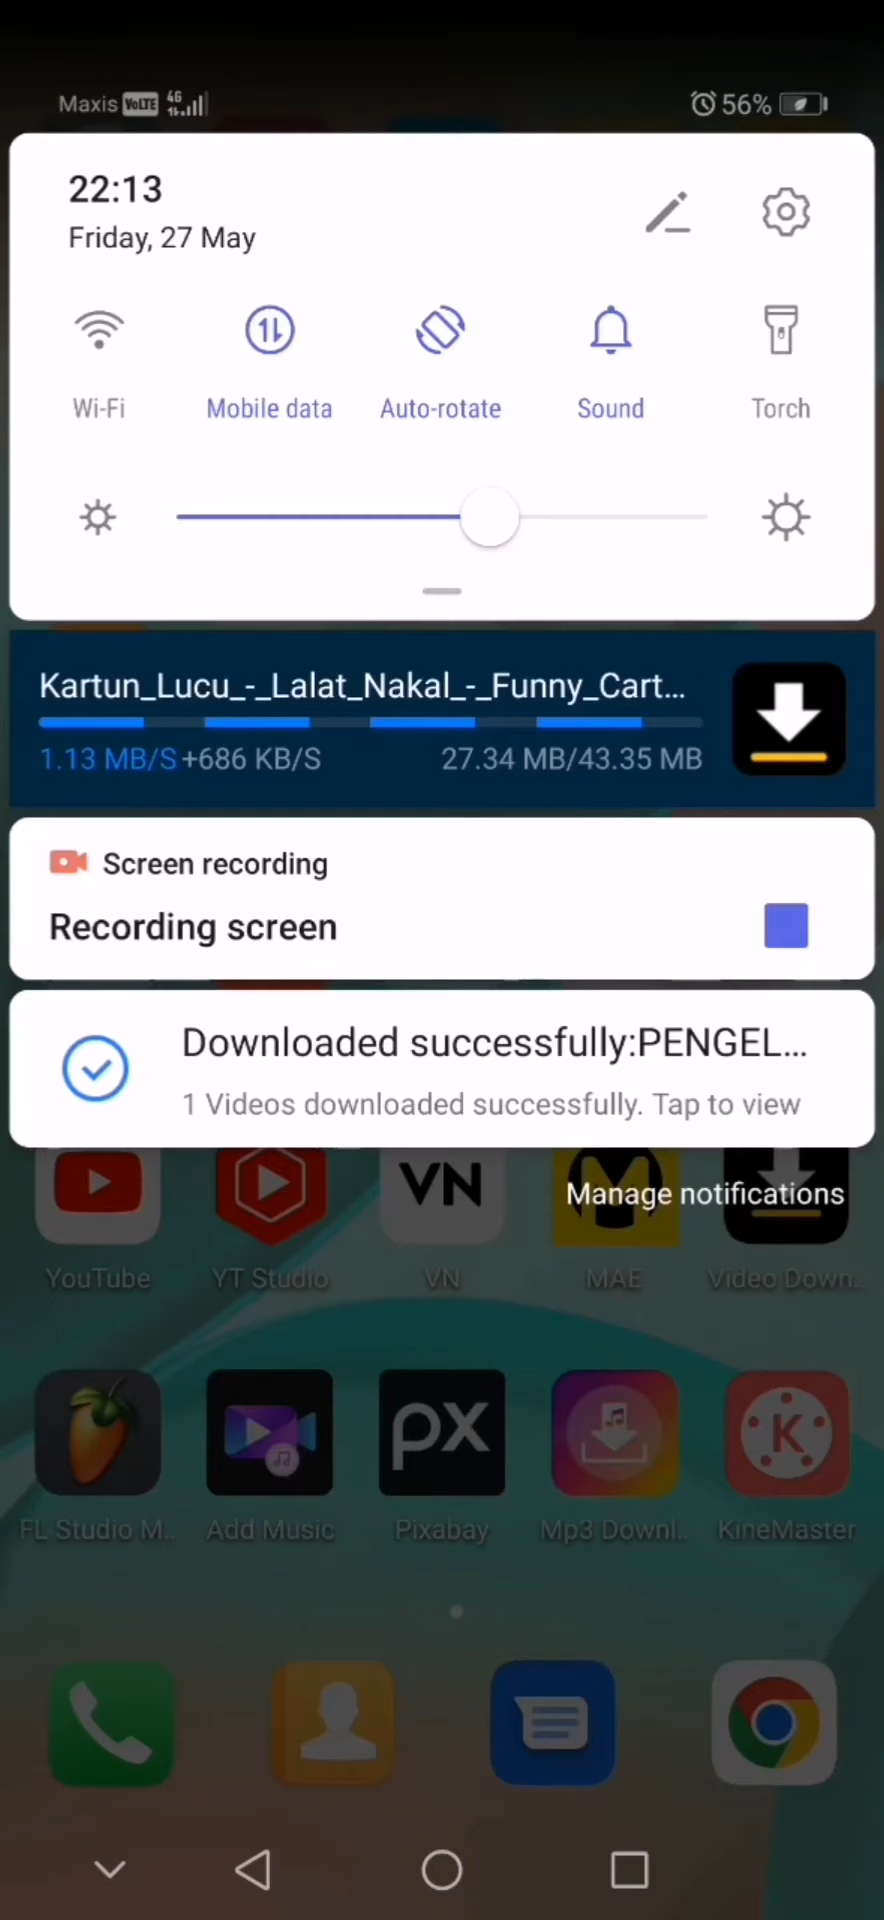 Maxis VoLTE 4G 56%
22:13
Friday, 27 May
Wi-Fi Mobile data Auto-rotate Sound Torch
Kartun_Lucu_-_Lalat_Nakal_-_Funny_Cart...
1.13 MB/S +686 KB/S 27.34 MB/43.35 MB
Screen recording
Recording screen
Downloaded successfully:PENGEL...
1 Videos downloaded successfully. Tap to view
VN
Manage notifications
YouTube YT Studio VN MAE Video Down..
px
K
FL Studio M.. Add Music Pixabay Mp3 Downl.. KineMaster